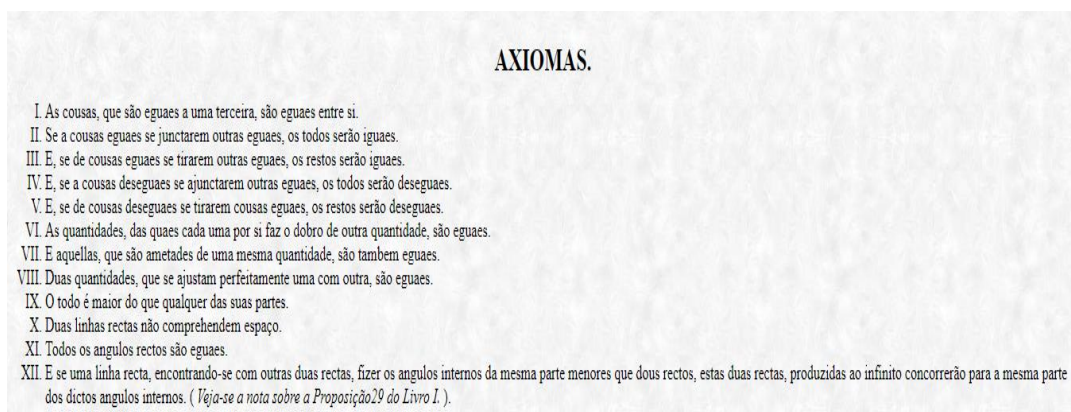 AXIOMAS.
I. As cousas, que são eguaes a uma terceira, são eguaes entre si.
II. Se a cousas eguaes se junctarem outras eguaes, os todos serão iguaes.
III. E, se de cousas eguaes se tirarem outras eguaes, os restos serão iguaes.
IV. E, se a cousas deseguaes se ajunctarem outras eguaes, os todos serão deseguaes.
V. E, se de cousas deseguaes se tirarem cousas eguaes, os restos serão deseguaes.
VI. As quantidades, das quaes cada uma por si faz o dobro de outra quantidade, são eguaes.
VII. E aquellas, que são ametades de uma mesma quantidade, são tambem eguaes.
VIII. Duas quantidades, que se ajustam perfeitamente uma com outra, são eguaes.
IX. O todo é maior do que qualquer das suas partes.
X. Duas linhas rectas não comprehendem espaço.
XI. Todos os angulos rectos são eguaes.
XII. E se uma linha recta, encontrando-se com outras duas rectas, fizer os angulos internos da mesma parte menores que dous rectos, estas duas rectas, produzidas ao infinito concorrerão para a mesma parte
dos dictos angulos internos. ( Veja-se a nota sobre a Proposição29 do Livro I. ).